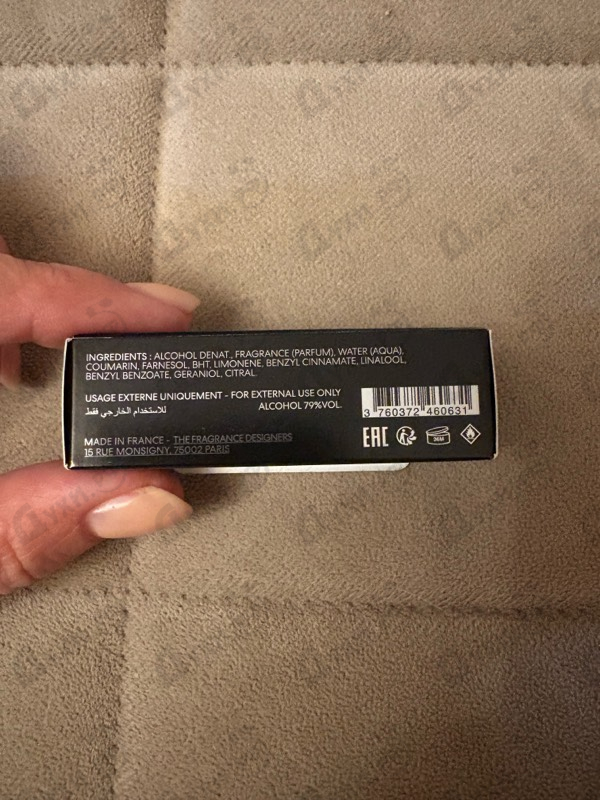 INGREDIENTS : ALCOHOL DENAT., FRAGRANCE (PARFUM), WATER (AQUA),
COUMARIN, FARNESOL, BHT, LIMONENE, BENZYL CINNAMATE, LINALOOL,
BENZYL BENZOATE, GERANIOL, CITRAL.
USAGE EXTERNE UNIQUEMENT - FOR EXTERNAL USE ONLY
للاستخدام الخارجي فقط
ALCOHOL 79%VOL.
3 760372 460631
MADE IN FRANCE - THE FRAGRANCE DESIGNERS
15 RUE MONSIGNY, 75002 PARIS
EAC
36M